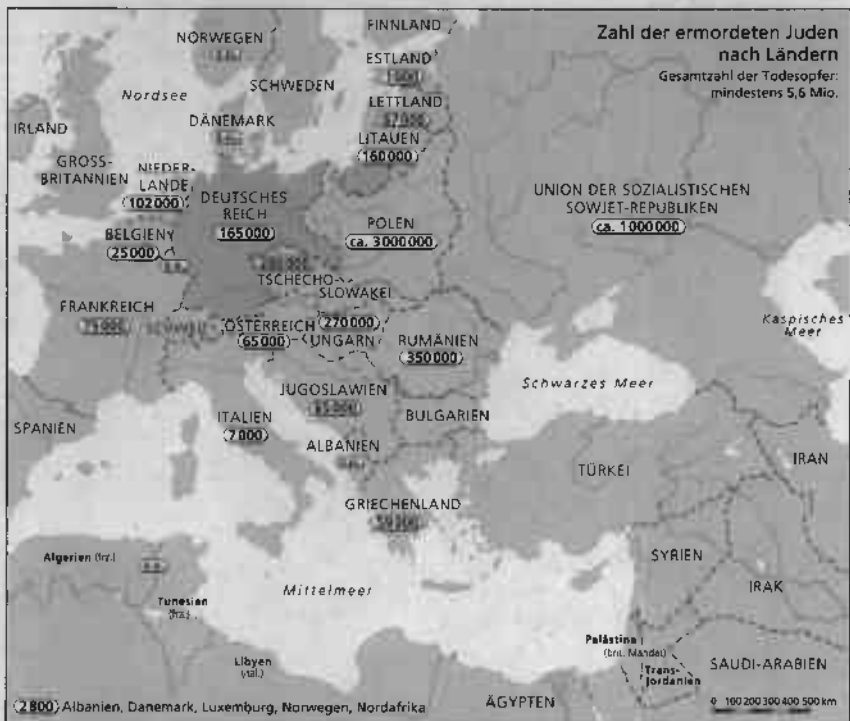 Zahl der ermordeten Juden
nach Ländern
Gesamtzahl der Todesopfer:
mindestens 5,6 Mio.
FINNLAND
NORWEGEN
ESTLAND
SCHWEDEN
Nordsee
LETTLAND
DÄNEMARK
IRLAND
LITAUEN
160000
GROSS-
BRITANNIEN
NIEDER-
LANDE
102000
DEUTSCHES
REICH
165000
POLEN
ca. 3000000
UNION DER SOZIALISTISCHEN
SOWJET-REPUBLIKEN
ca. 1000000
BELGIEN
25000
TSCHECHO-
SLOWAKEI
FRANKREICH
ÖSTERREICH
65000
270000
UNGARN
RUMÄNIEN
350000
Kaspisches
Meer
Schwarzes Meer
JUGOSLAWIEN
SPANIEN
ITALIEN
7000
BULGARIEN
ALBANIEN
TÜRKEI
IRAN
GRIECHENLAND
Algerien (frz.)
SYRIEN
Mittelmeer
IRAK
Tunesien
(frz.)
Palästina
(brit. Mandat)
Libyen
(ital.)
Trans-
jordanien
SAUDI-ARABIEN
ÄGYPTEN
2800 Albanien, Dänemark, Luxemburg, Norwegen, Nordafrika
0 100 200 300 400 500 km